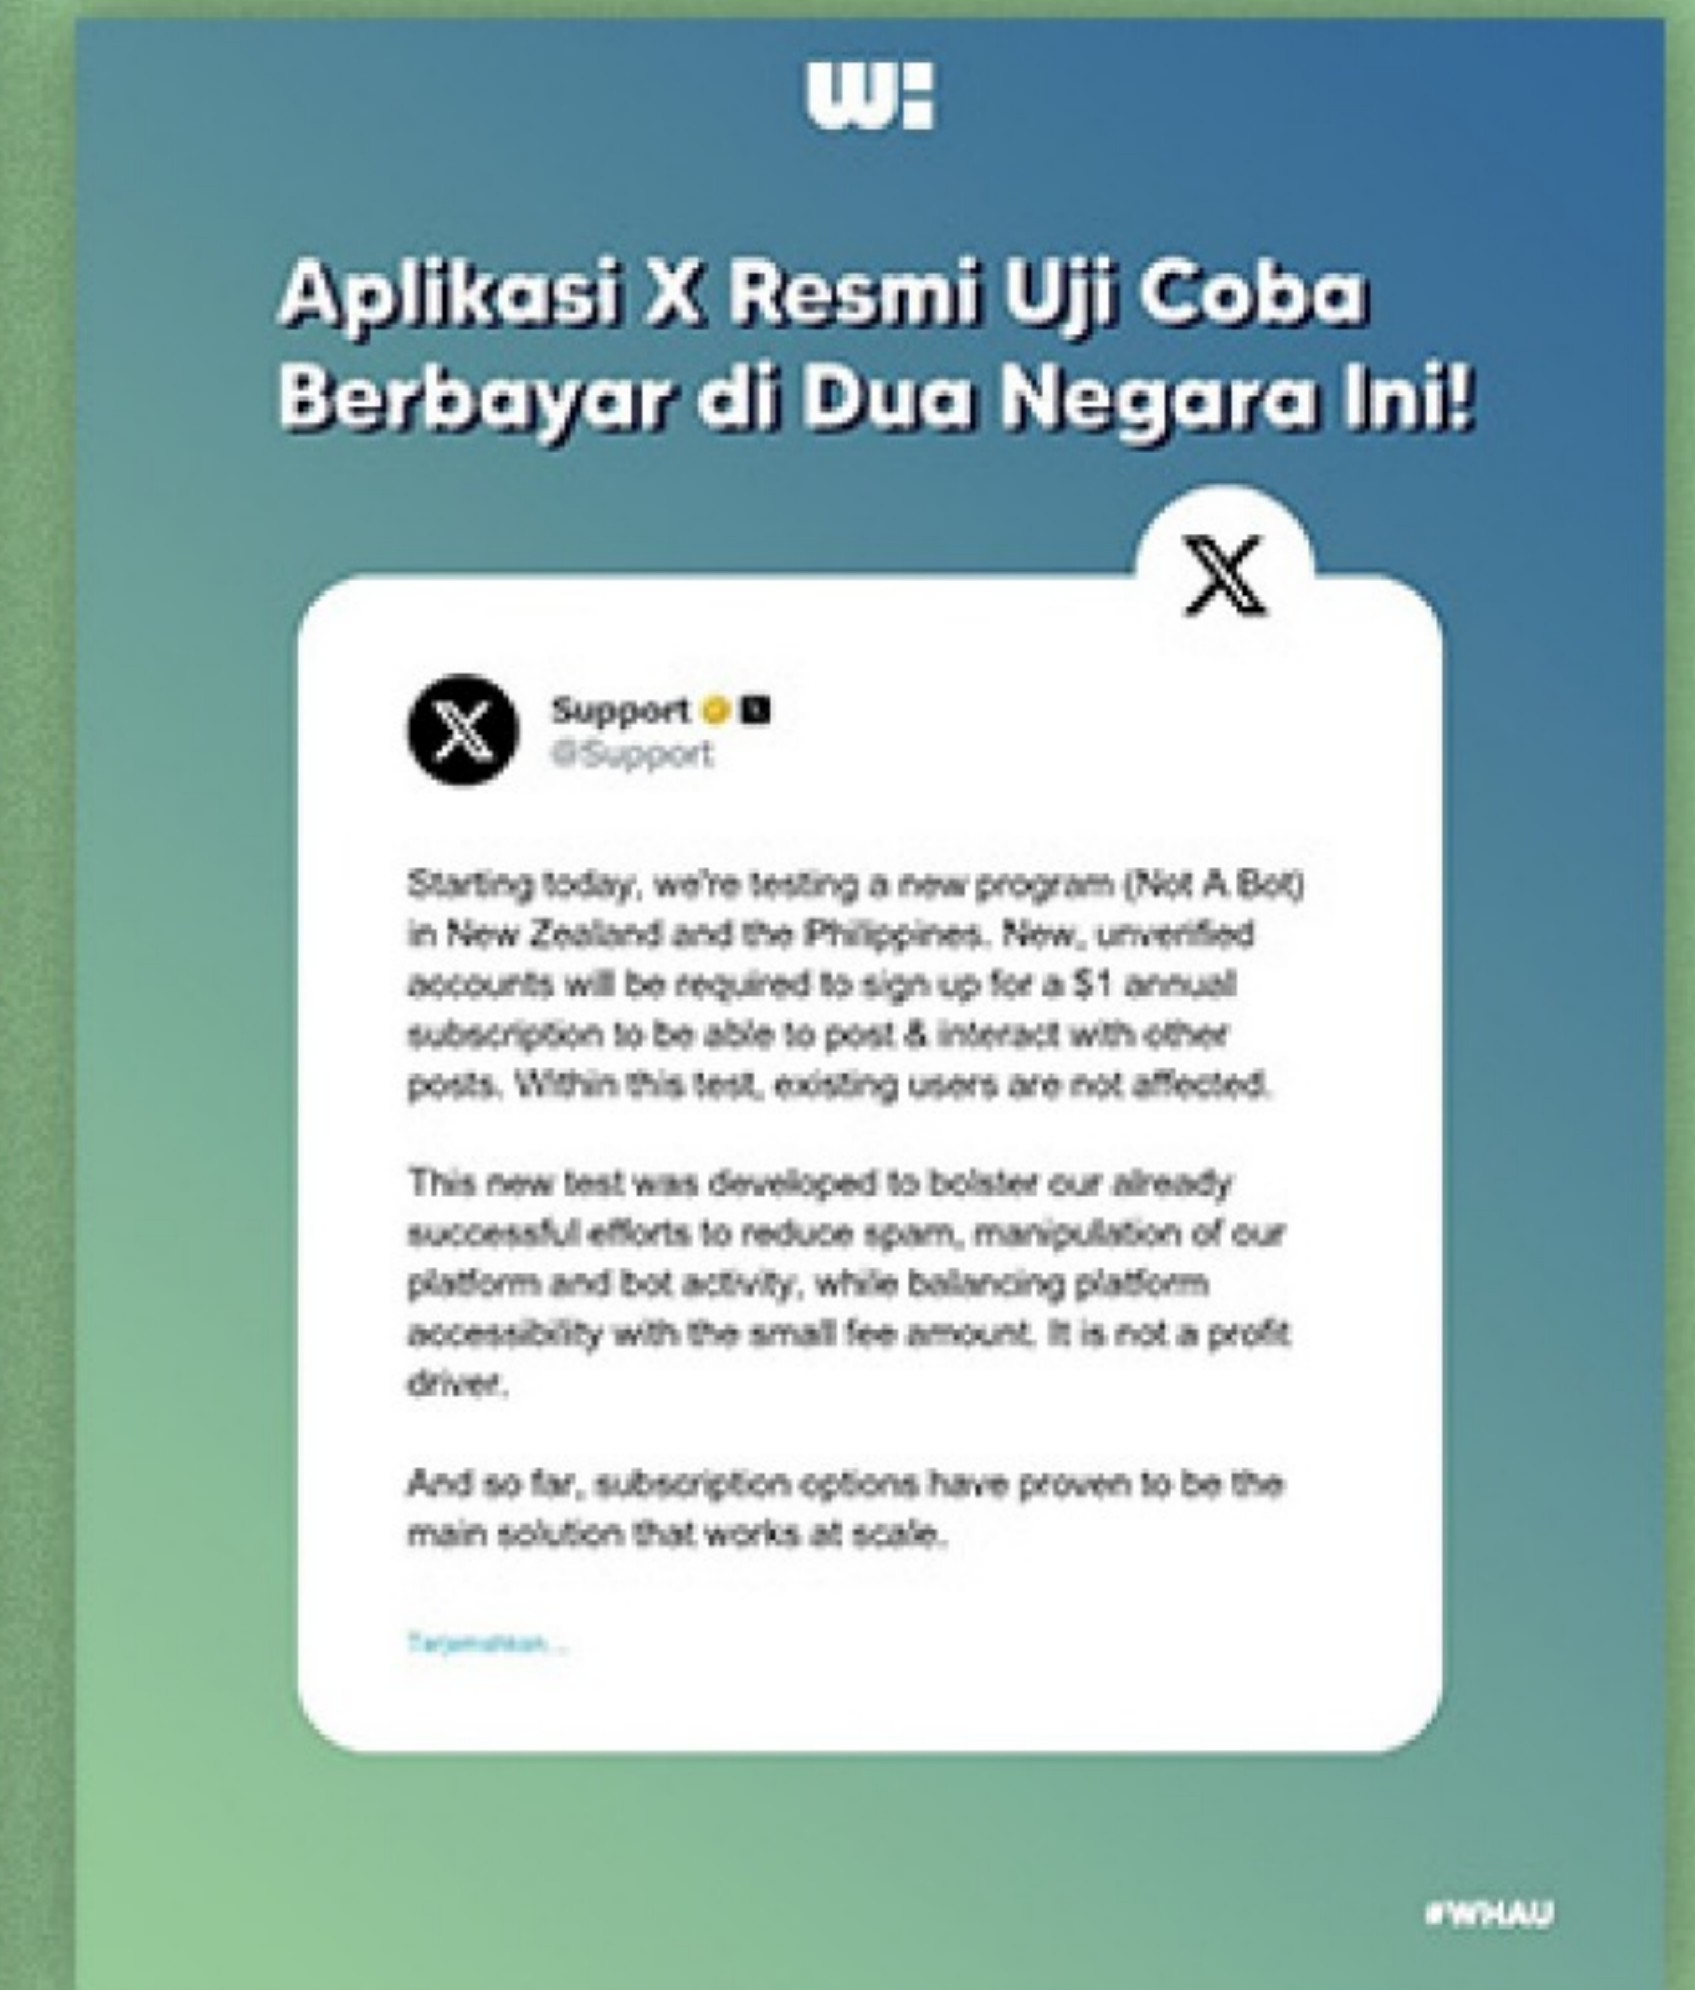 W:
Aplikasi X Resmi Uji Coba
Berbayar di Dua Negara Ini!
X
X
Support
@Support
Starting today, we're testing a new program (Not A Bot)
in New Zealand and the Philippines. New, unverified
accounts will be required to sign up for a $1 annual
subscription to be able to post & interact with other
posts. Within this test, existing users are not affected.
This new test was developed to bolster our already
successful efforts to reduce spam, manipulation of our
platform and bot activity, while balancing platform
accessibility with the small fee amount. It is not a profit
driver.
And so far, subscription options have proven to be the
main solution that works at scale.
Terjemahkan...
#WHAU